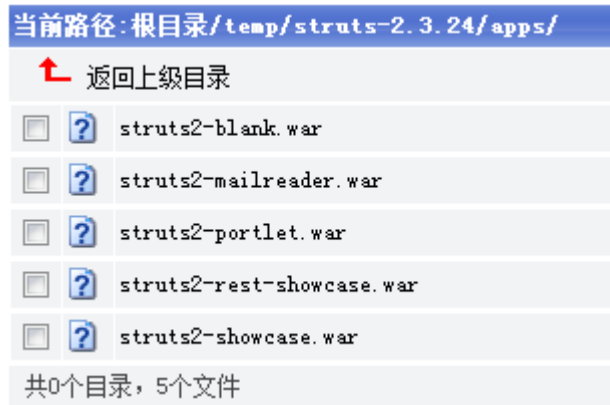 当前路径:根目录/temp/struts-2.3.24/apps/
返回上级目录
struts2-blank.war
struts2-mailreader.war
struts2-portlet.war
struts2-rest-showcase.war
struts2-showcase.war
共0个目录，5个文件